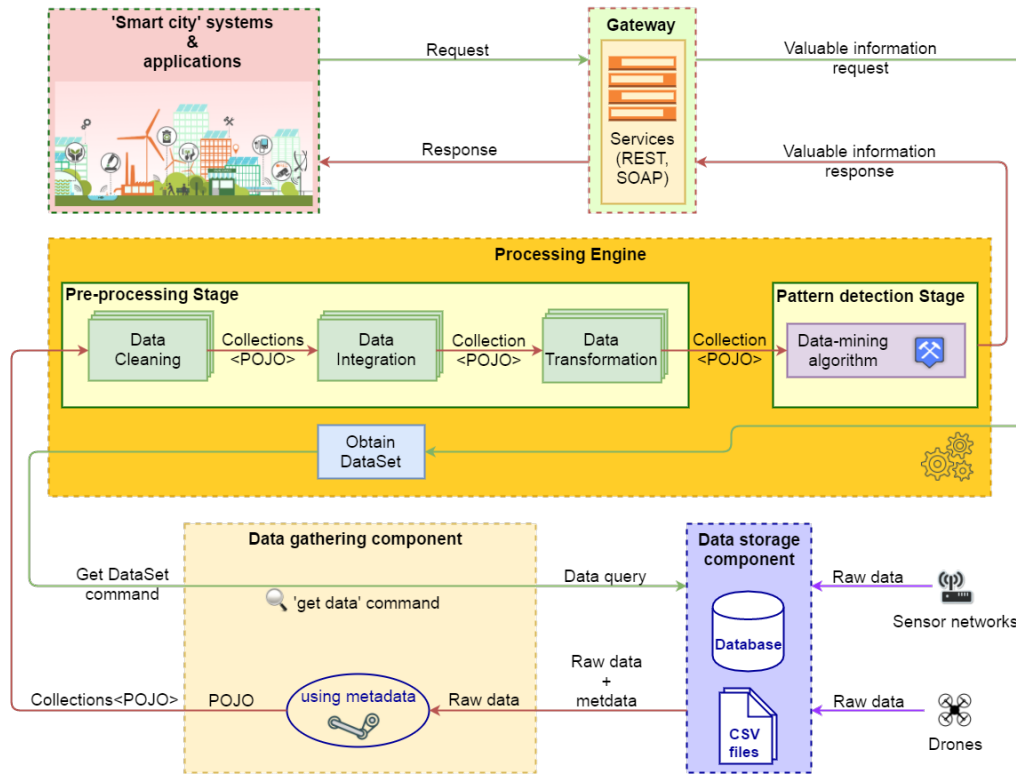 'Smart city' systems
&
applications
Request
Response
Gateway
Services
(REST,
SOAP)
Valuable information
request
Valuable information
response
Processing Engine
Pre-processing Stage
Data
Cleaning
Collections
<POJO>
Data
Integration
Collection
<POJO>
Data
Transformation
Collection
<POJO>
Pattern detection Stage
Data-mining
algorithm
Obtain
DataSet
Data gathering component
Get DataSet
command
'get data' command
Data query
Data storage
component
Database
CSV
files
Raw data
Sensor networks
Raw data
Drones
Raw data
+
metdata
Raw data
using metadata
POJO
Collections<POJO>